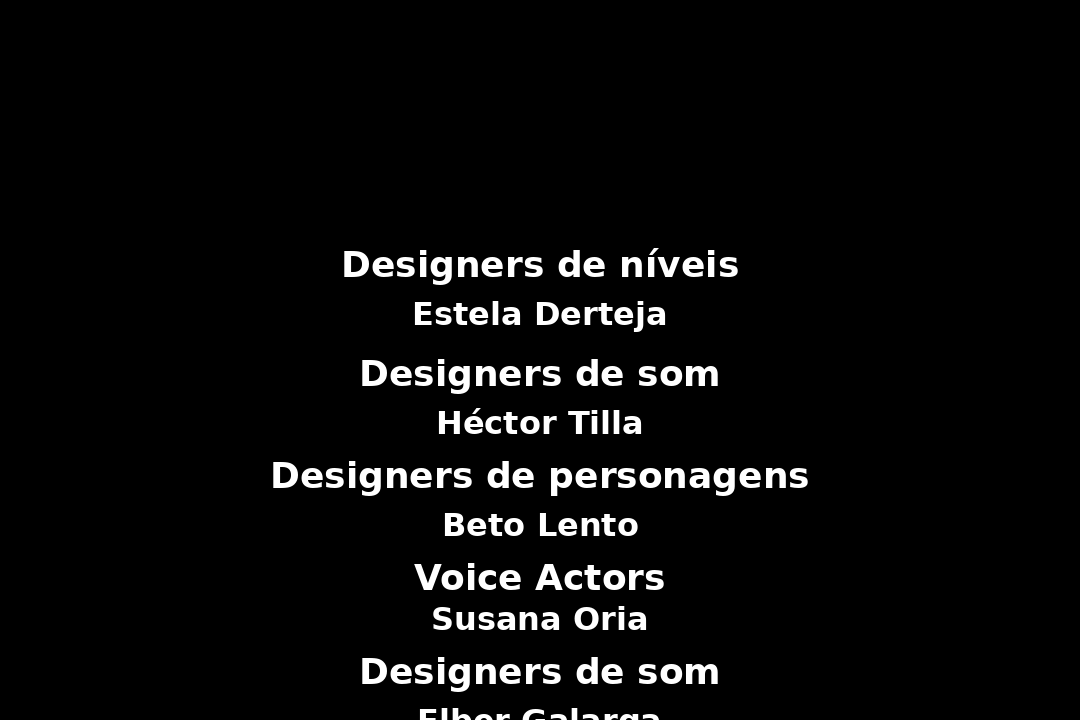 Designers de níveis
Estela Derteja
Designers de som
Héctor Tilla
Designers de personagens
Beto Lento
Voice Actors
Susana Oria
Designers de som
Elber Galarga